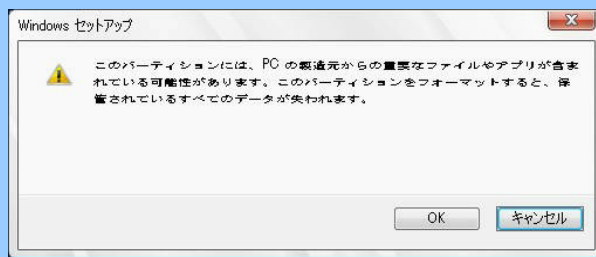 Windows セットアップ
このパーティションには、PC の製造元からの重要なファイルやアプリが含ま
れている可能性があります。このパーティションをフォーマットすると、保
管されているすべてのデータが失われます。
OK
キャンセル